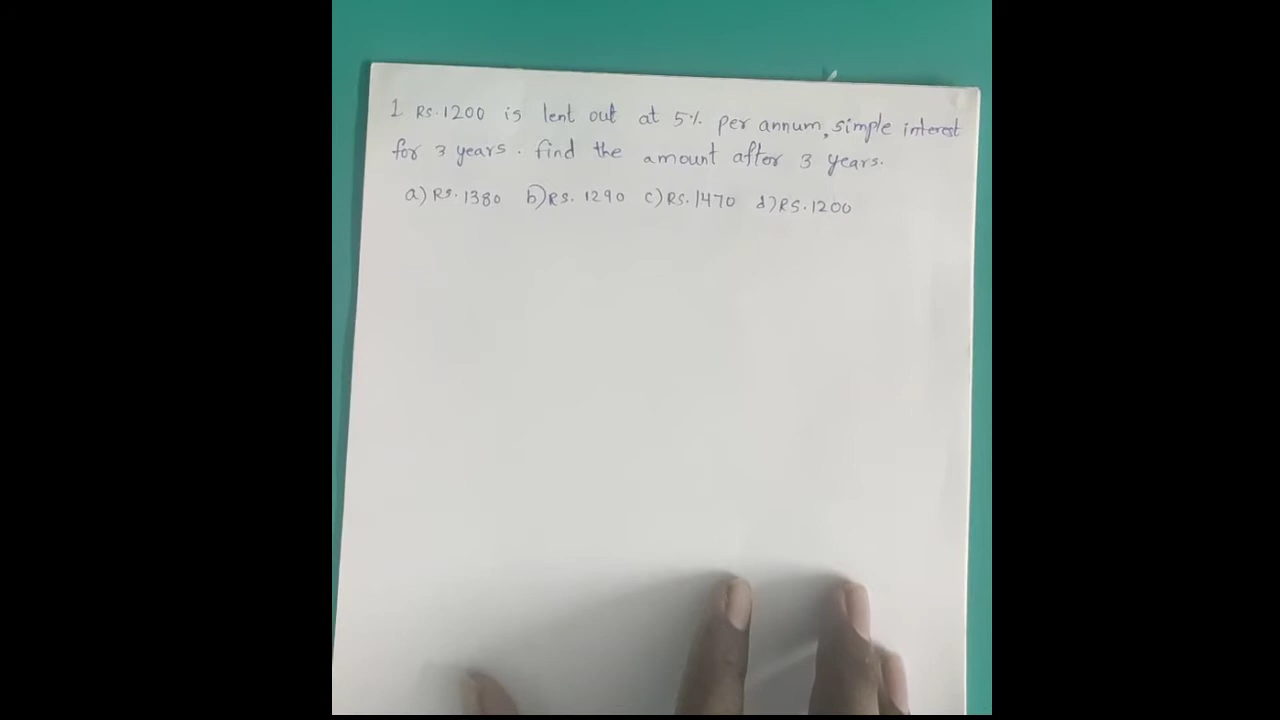 1 Rs.1200 is lent out at 5% per annum, simple interest
for 3 years. find the amount after 3 years.
a) Rs.1380 b) Rs. 1290 c) Rs.1470 d) RS.1200